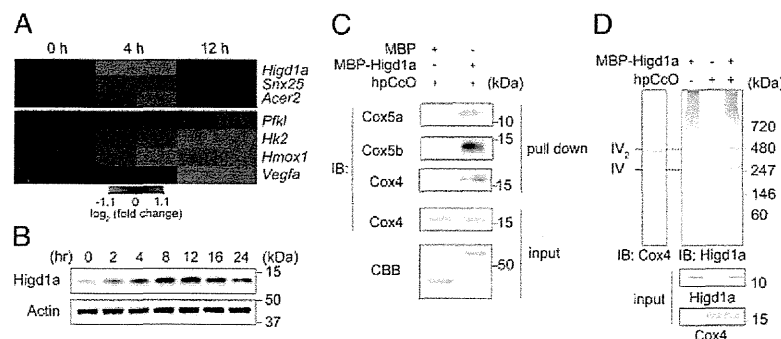 A
0 h 4 h 12 h
Higd1a
Snx25
Acer2
Pfkl
Hk2
Hmox1
Vegfa
-1.1 0 1.1
log2 (fold change)
B
(hr) 0 2 4 8 12 16 24 (kDa)
Higd1a
15
Actin
50
37
C
MBP + -
MBP-Higd1a - +
hpCcO + + (kDa)
Cox5a
10
Cox5b
15
IB:
Cox4
15
pull down
Cox4
15
CBB
50
input
D
MBP-Higd1a + - +
hpCcO - + + (kDa)
720
IV2
480
IV
247
146
60
IB: Cox4 IB: Higd1a
10
input
Higd1a
15
Cox4